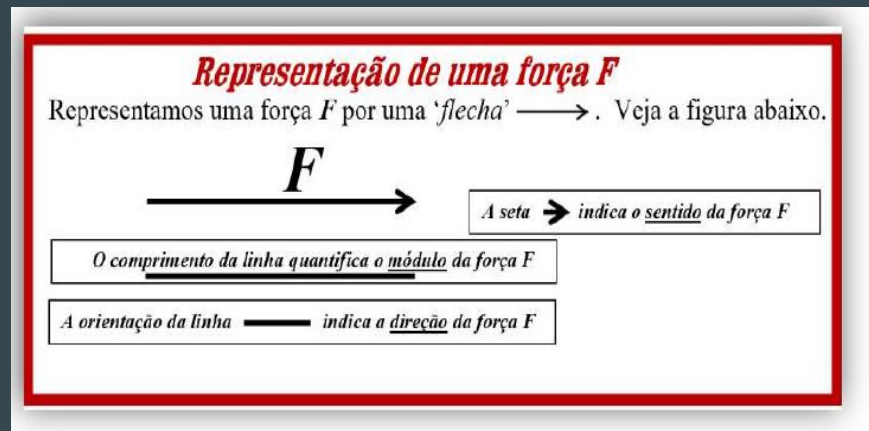 Representação de uma força F
Representamos uma força F por uma ‘flecha’ ⟶ . Veja a figura abaixo.
F
A seta ➔ indica o sentido da força F
O comprimento da linha quantifica o módulo da força F
A orientação da linha — indica a direção da força F